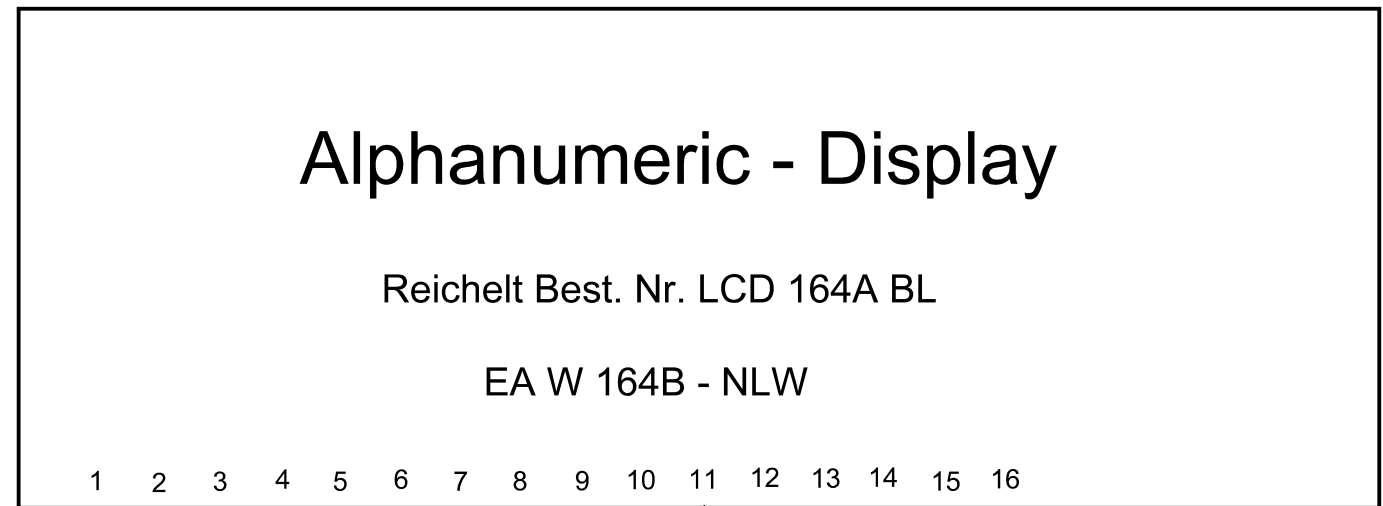 Alphanumeric - Display
Reichelt Best. Nr. LCD 164A BL
EA W 164B - NLW
1 2 3 4 5 6 7 8 9 10 11 12 13 14 15 16